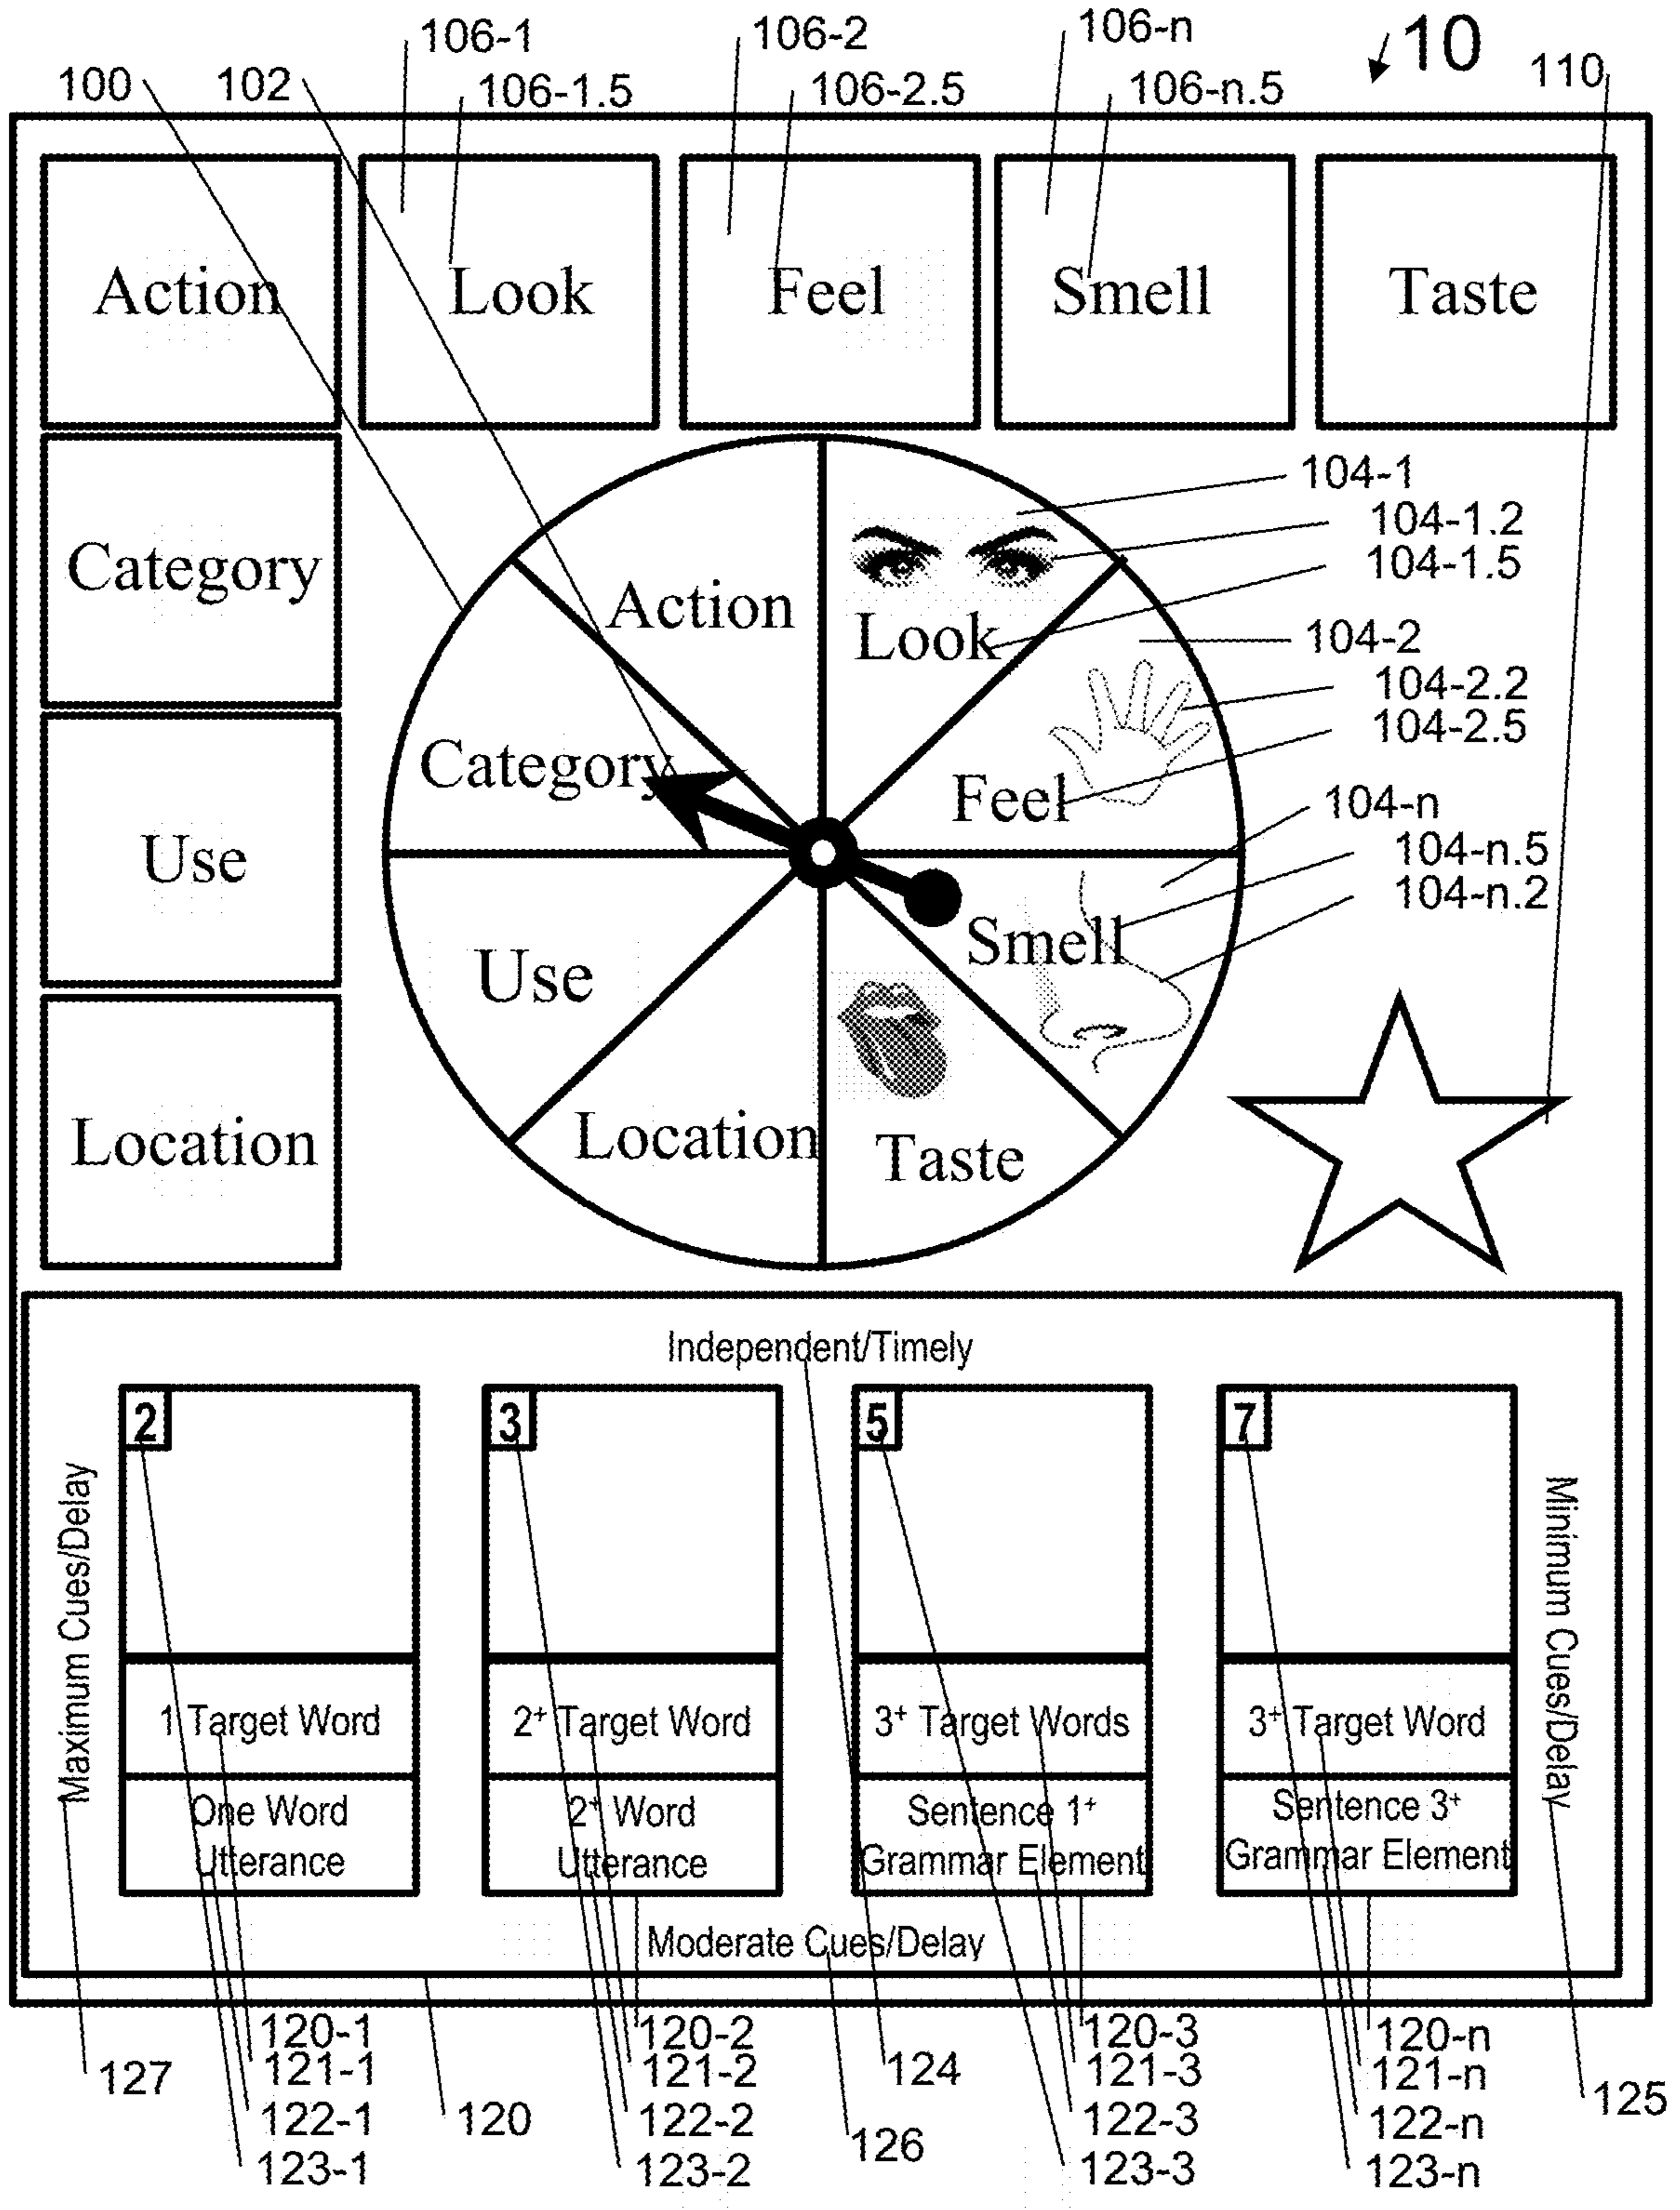 106-1
106-2
106-n
10
100
102
106-1.5
106-2.5
106-n.5
110
Action
Look
Feel
Smell
Taste
Category
Use
Location
Action
Look
Category
Feel
Use
Smell
Location
Taste
104-1
104-1.2
104-1.5
104-2
104-2.2
104-2.5
104-n
104-n.5
104-n.2
Independent/Timely
Maximum Cues/Delay
2
1 Target Word
One Word
Utterance
3
2+ Target Word
2+ Word
Utterance
5
3+ Target Words
Sentence 1+
Grammar Element
7
3+ Target Word
Sentence 3+
Grammar Element
Minimum Cues/Delay
Moderate Cues/Delay
127
120-1
121-1
122-1
123-1
120
120-2
121-2
122-2
123-2
124
126
120-3
121-3
122-3
123-3
120-n
121-n
122-n
123-n
125